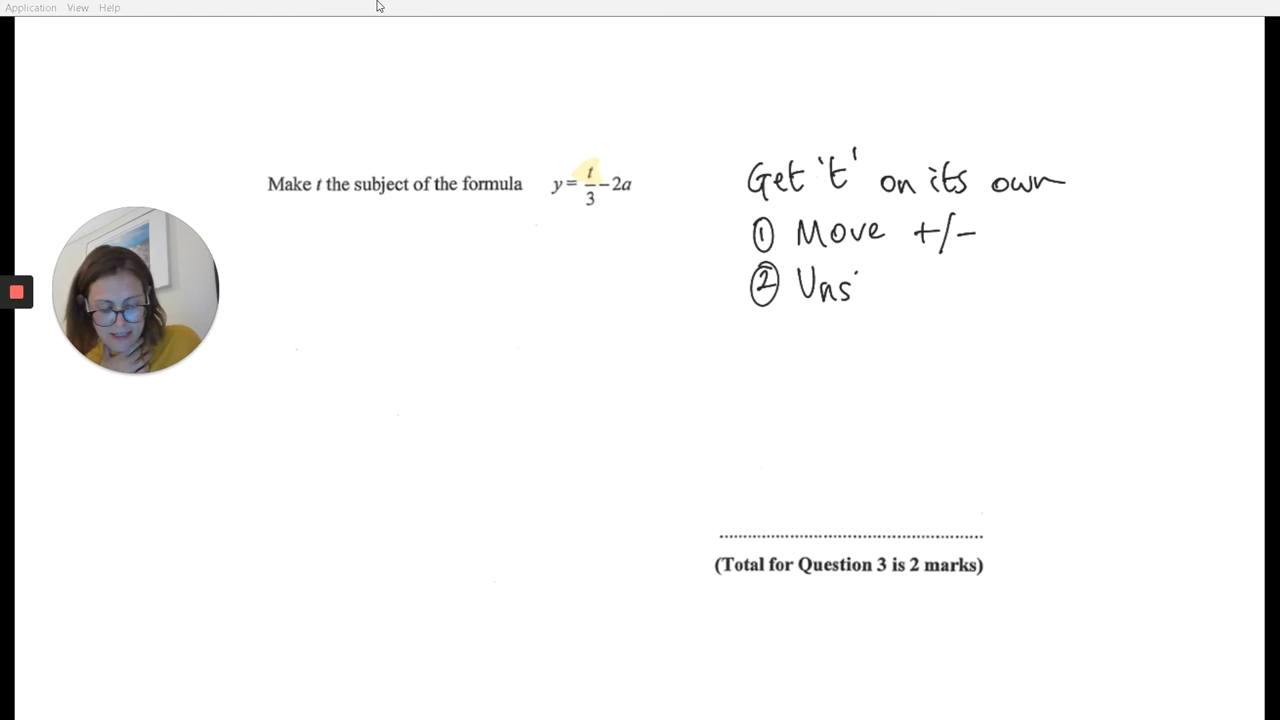 Application View Help
Make t the subject of the formula y = t/3 − 2a
Get 't' on its own
① Move +/−
② Uns
(Total for Question 3 is 2 marks)